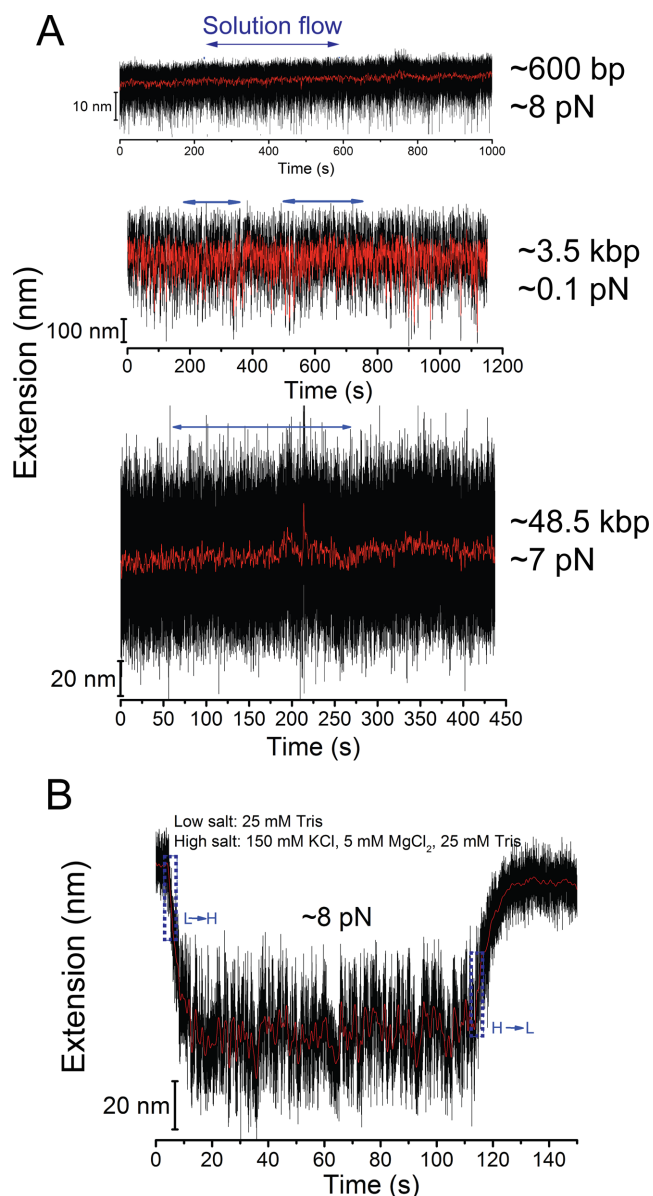 A
Solution flow
10 nm
0 200 400 600 800 1000
Time (s)
~600 bp
~8 pN
100 nm
0 200 400 600 800 1000 1200
Time (s)
~3.5 kbp
~0.1 pN
Extension (nm)
20 nm
0 50 100 150 200 250 300 350 400 450
Time (s)
~48.5 kbp
~7 pN
B
Low salt: 25 mM Tris
High salt: 150 mM KCl, 5 mM MgCl₂, 25 mM Tris
L→H
~8 pN
H→L
Extension (nm)
20 nm
0 20 40 60 80 100 120 140
Time (s)